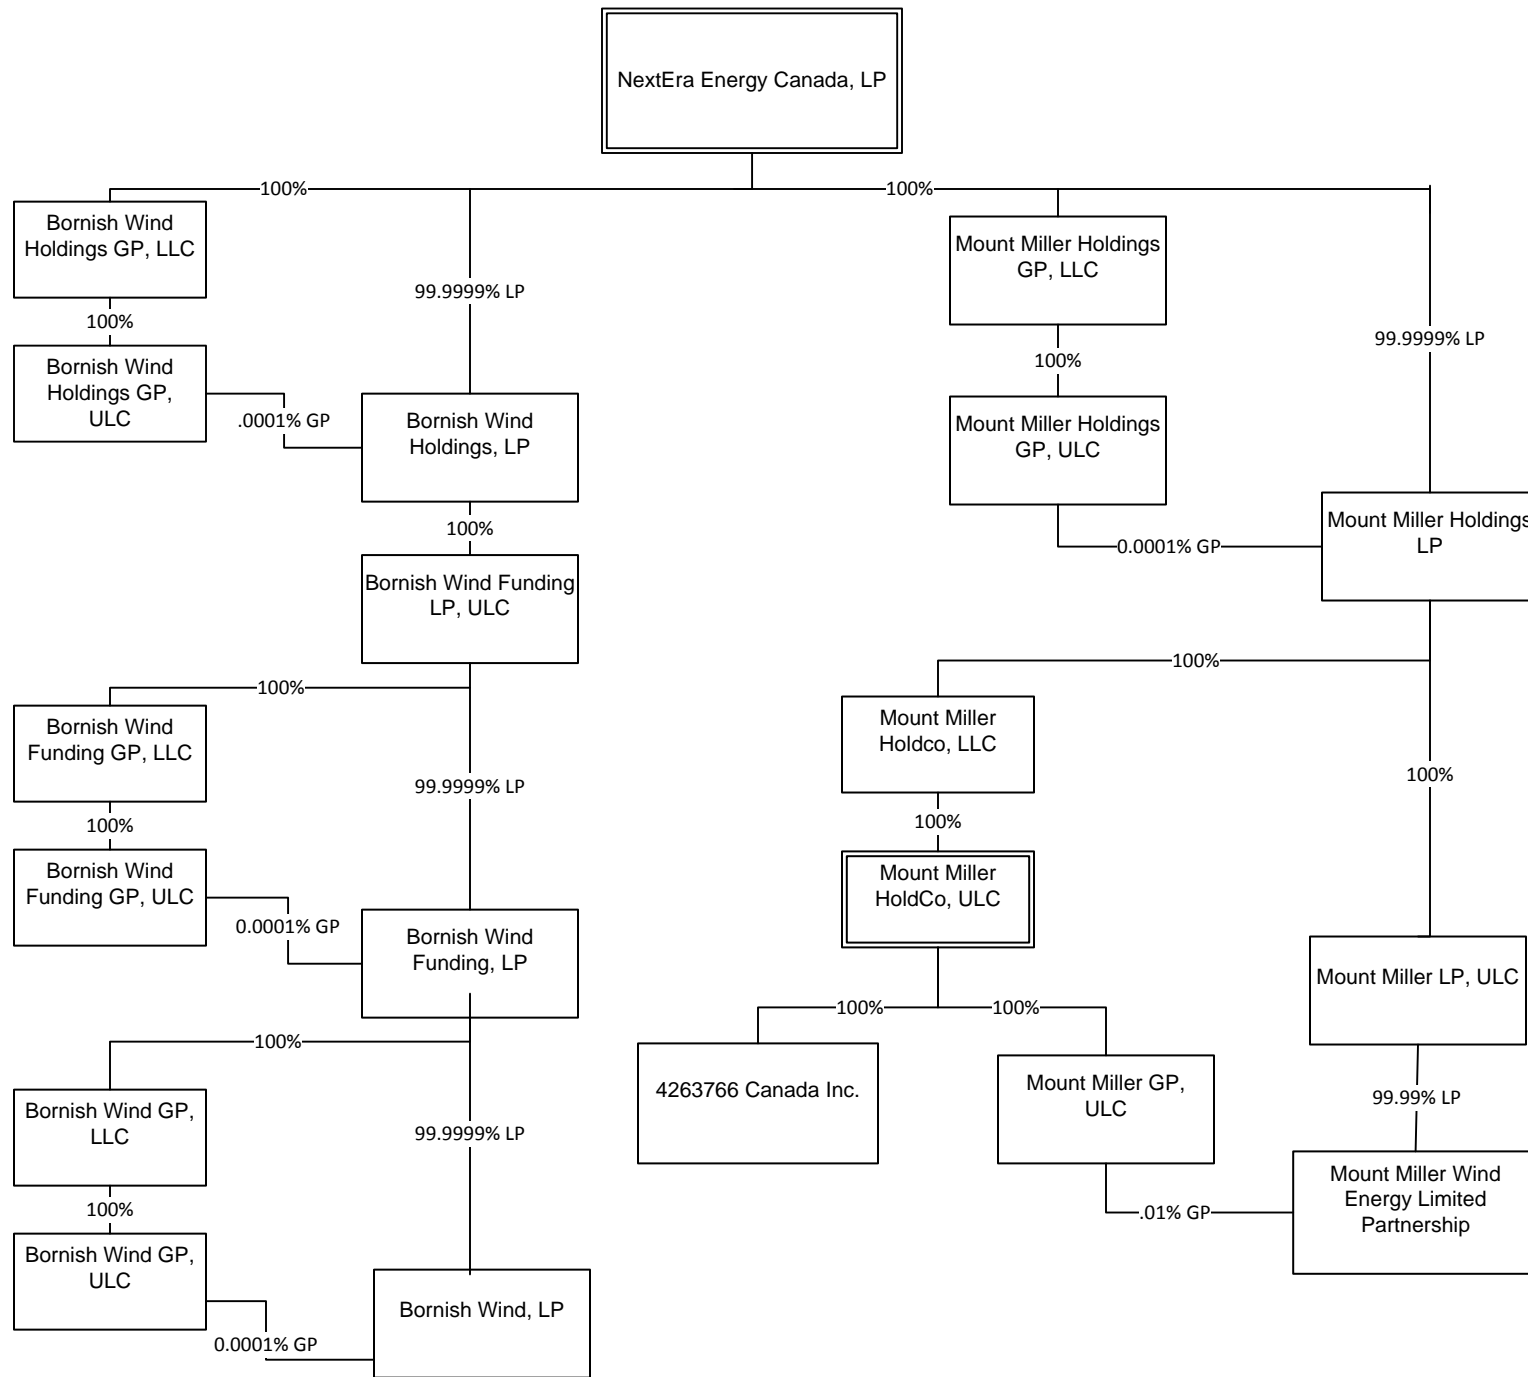 NextEra Energy Canada, LP
100%
100%
Bornish Wind
Holdings GP, LLC
Mount Miller Holdings
GP, LLC
99.9999% LP
100%
99.9999% LP
100%
Bornish Wind
Holdings GP,
ULC
.0001% GP
Bornish Wind
Holdings, LP
Mount Miller Holdings
GP, ULC
0.0001% GP
Mount Miller Holdings
LP
100%
Bornish Wind Funding
LP, ULC
100%
100%
Bornish Wind
Funding GP, LLC
Mount Miller
Holdco, LLC
99.9999% LP
100%
100%
100%
Bornish Wind
Funding GP, ULC
Mount Miller
HoldCo, ULC
0.0001% GP
Bornish Wind
Funding, LP
Mount Miller LP, ULC
100%
100%
100%
4263766 Canada Inc.
Mount Miller GP,
ULC
99.99% LP
Bornish Wind GP,
LLC
99.9999% LP
Mount Miller Wind
Energy Limited
Partnership
100%
.01% GP
Bornish Wind GP,
ULC
Bornish Wind, LP
0.0001% GP